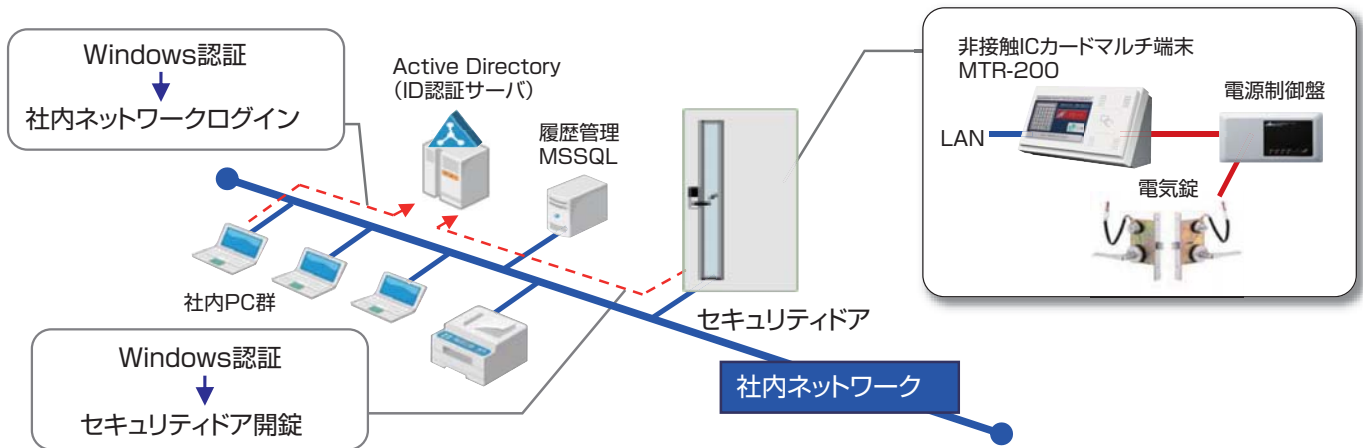 Windows認証
社内ネットワークログイン
Active Directory
（ID認証サーバ）
履歴管理
MSSQL
社内PC群
セキュリティドア
Windows認証
セキュリティドア開錠
社内ネットワーク
非接触ICカードマルチ端末
MTR-200
電源制御盤
LAN
電気錠